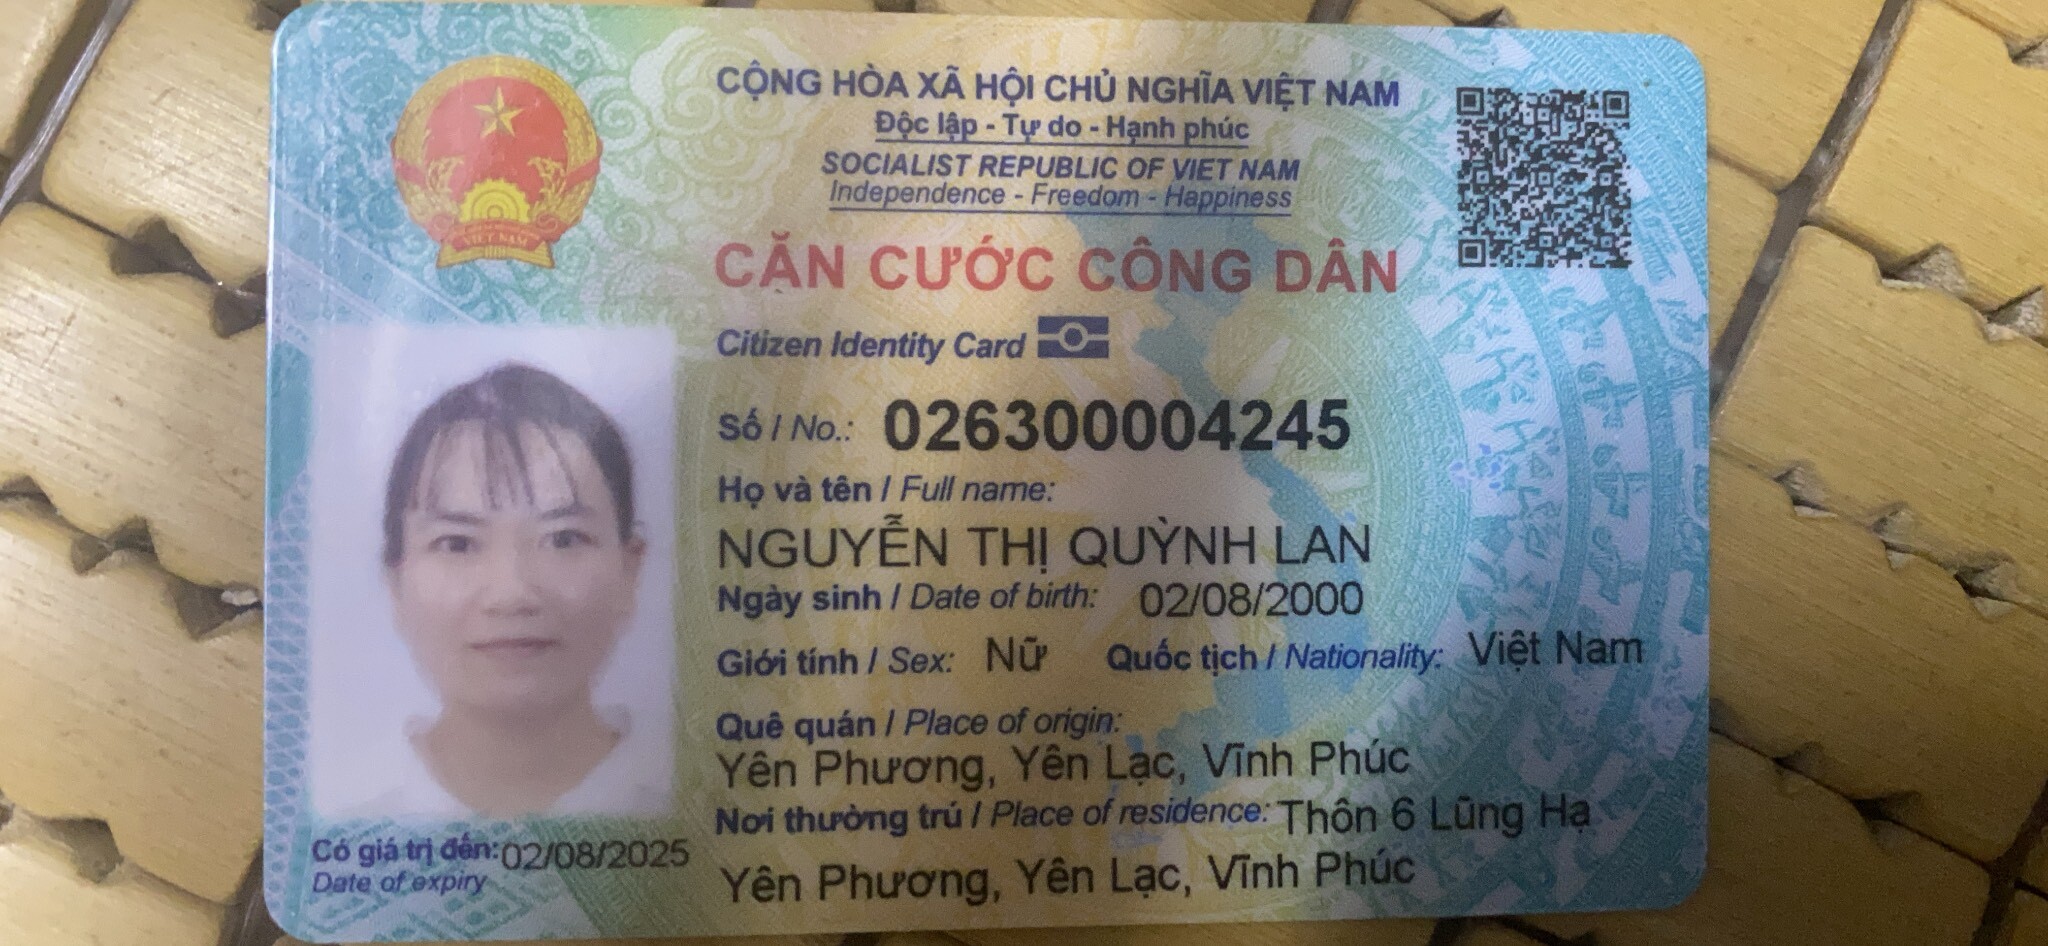 CỘNG HÒA XÃ HỘI CHỦ NGHĨA VIỆT NAM
Độc lập - Tự do - Hạnh phúc
SOCIALIST REPUBLIC OF VIET NAM
Independence - Freedom - Happiness
VIỆT NAM
CĂN CƯỚC CÔNG DÂN
Citizen Identity Card
Số / No.: 026300004245
Họ và tên / Full name:
NGUYỄN THỊ QUỲNH LAN
Ngày sinh / Date of birth: 02/08/2000
Giới tính / Sex: Nữ Quốc tịch / Nationality: Việt Nam
Quê quán / Place of origin:
Yên Phương, Yên Lạc, Vĩnh Phúc
Nơi thường trú / Place of residence: Thôn 6 Lũng Hạ
Yên Phương, Yên Lạc, Vĩnh Phúc
Có giá trị đến: 02/08/2025
Date of expiry